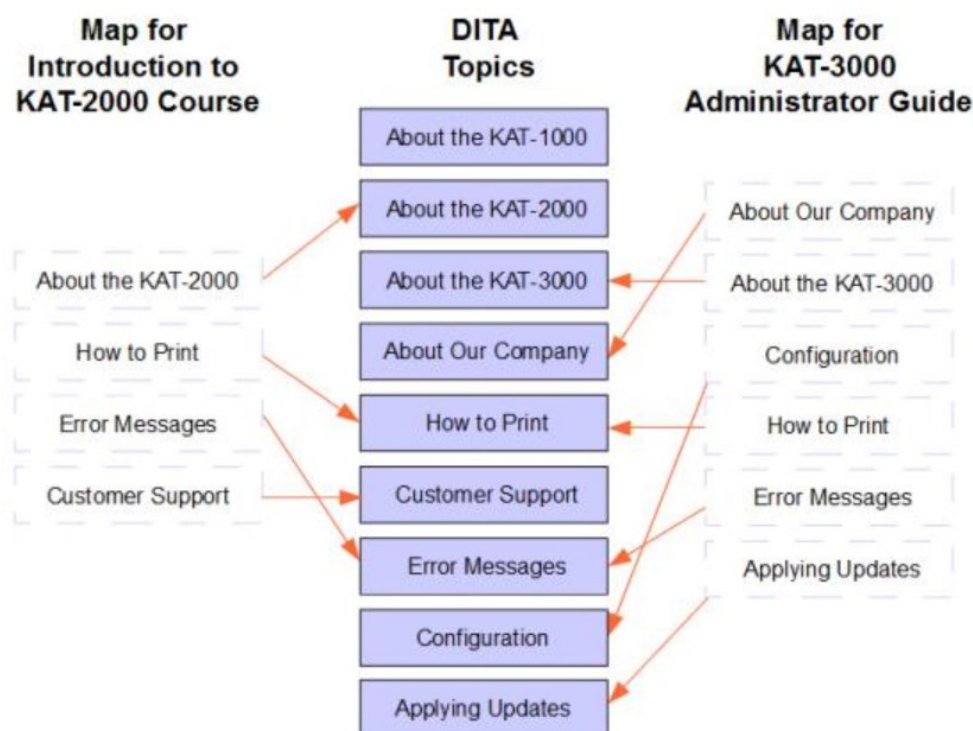 Map for
Introduction to
KAT-2000 Course
DITA
Topics
Map for
KAT-3000
Administrator Guide
About the KAT-2000
How to Print
Error Messages
Customer Support
About the KAT-1000
About the KAT-2000
About the KAT-3000
About Our Company
How to Print
Customer Support
Error Messages
Configuration
Applying Updates
About Our Company
About the KAT-3000
Configuration
How to Print
Error Messages
Applying Updates